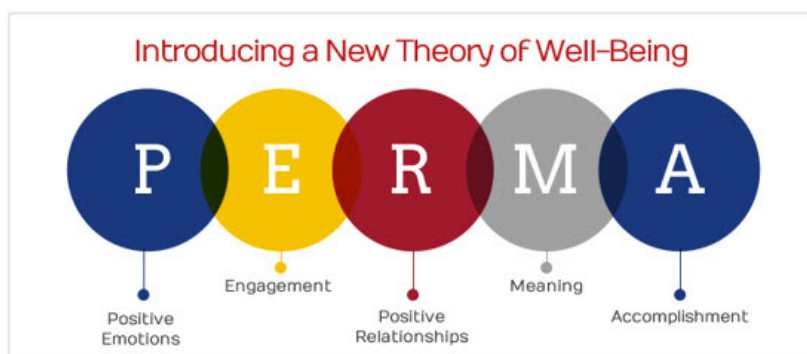 Introducing a New Theory of Well-Being
P E R M A
Positive
Emotions
Engagement
Positive
Relationships
Meaning
Accomplishment